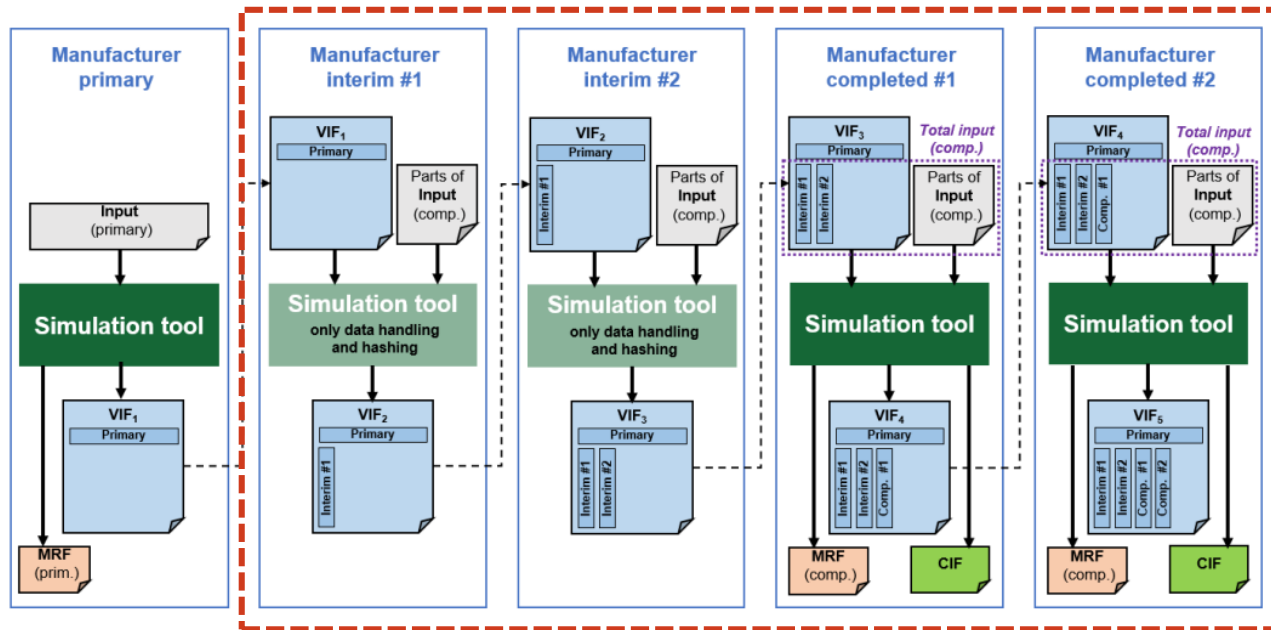 Manufacturer
primary
Input
(primary)
Simulation tool
VIF1
Primary
MRF
(prim.)
Manufacturer
interim #1
VIF1
Primary
Parts of
Input
(comp.)
Simulation tool
only data handling
and hashing
VIF2
Primary
Interim #1
Manufacturer
interim #2
VIF2
Primary
Interim #1
Parts of
Input
(comp.)
Simulation tool
only data handling
and hashing
VIF3
Primary
Interim #1
Interim #2
Manufacturer
completed #1
VIF3
Primary
Interim #1
Interim #2
Total input
(comp.)
Parts of
Input
(comp.)
Simulation tool
VIF4
Primary
Interim #1
Interim #2
Comp. #1
MRF
(comp.)
CIF
Manufacturer
completed #2
VIF4
Primary
Interim #1
Interim #2
Comp. #1
Total input
(comp.)
Parts of
Input
(comp.)
Simulation tool
VIF5
Primary
Interim #1
Interim #2
Comp. #1
Comp. #2
MRF
(comp.)
CIF